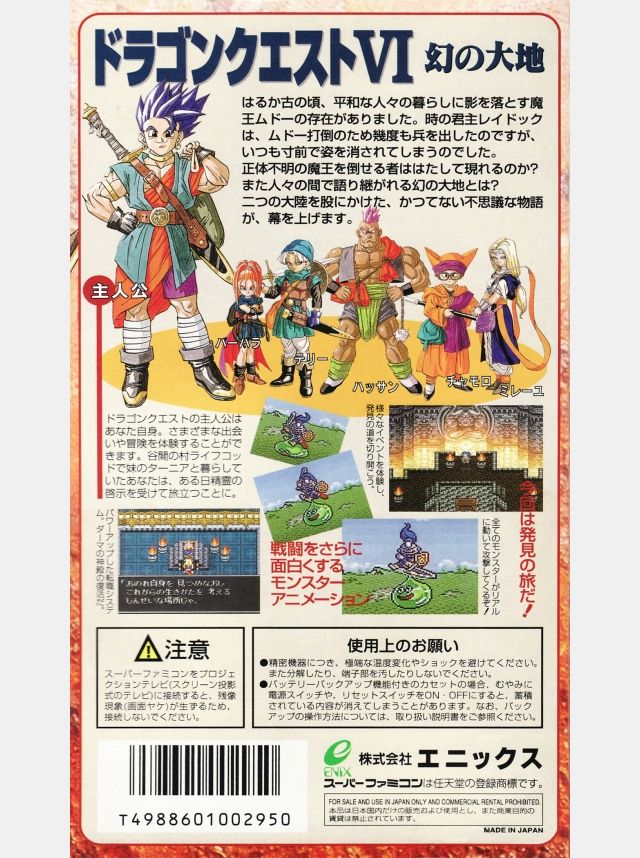 ドラゴンクエストVI 幻の大地
はるか古の頃、平和な人々の暮らしに影を落とす魔
王ムドーの存在がありました。時の君主レイドック
は、ムドー打倒のため幾度も兵を出したのですが、
いつも寸前で姿を消されてしまうのでした。
正体不明の魔王を倒せる者ははたして現れるのか?
また人々の間で語り継がれる幻の大地とは?
二つの大陸を股にかけた、かつてない不思議な物語
が、幕を上げます。
主人公
バーバラ
テリー
ハッサン
チャモロ
ミレーユ
ドラゴンクエストの主人公は
あなた自身。さまざまな出会
いや冒険を体験することがで
きます。谷間の村ライフコッ
ドで妹のターニアと暮らして
いたあなたは、ある日精霊の
啓示を受けて旅立つことに。
様々なイベントを体験し、
発見の道を切り開こう。
今回は発見の旅だ!
全てのモンスターがリアル
に動いて攻撃してくるぞ!
戦闘をさらに
面白くする
モンスター
アニメーション
パワーアップした転職システ
ム。ダーマの神殿の復活だ。
「おのれ自身を 見つめなおし
これからの生きかたを 考える
しんせいな場所じゃ。
注意
スーパーファミコンをプロジェ
クションテレビ(スクリーン投影
式のテレビ)に接続すると、残像
現象(画面ヤケ)が生ずるため、
接続しないでください。
使用上のお願い
●精密機器につき、極端な温度変化やショックを避けてください。
また分解したり、端子部を汚したりしないでください。
●バッテリーバックアップ機能付きのカセットの場合、むやみに
電源スイッチや、リセットスイッチをON・OFFにすると、蓄積
されている内容が消えてしまうことがあります。なお、バック
アップの操作方法については、取り扱い説明書をご参照ください。
T4988601002950
ENIX
株式会社 エニックス
スーパーファミコンは任天堂の登録商標です。
FOR SALE AND USE IN JAPAN ONLY AND COMMERCIAL RENTAL PROHIBITED.
本品は日本国内だけの販売および使用とし、また商業目的の
賃貸は禁止されています。
MADE IN JAPAN